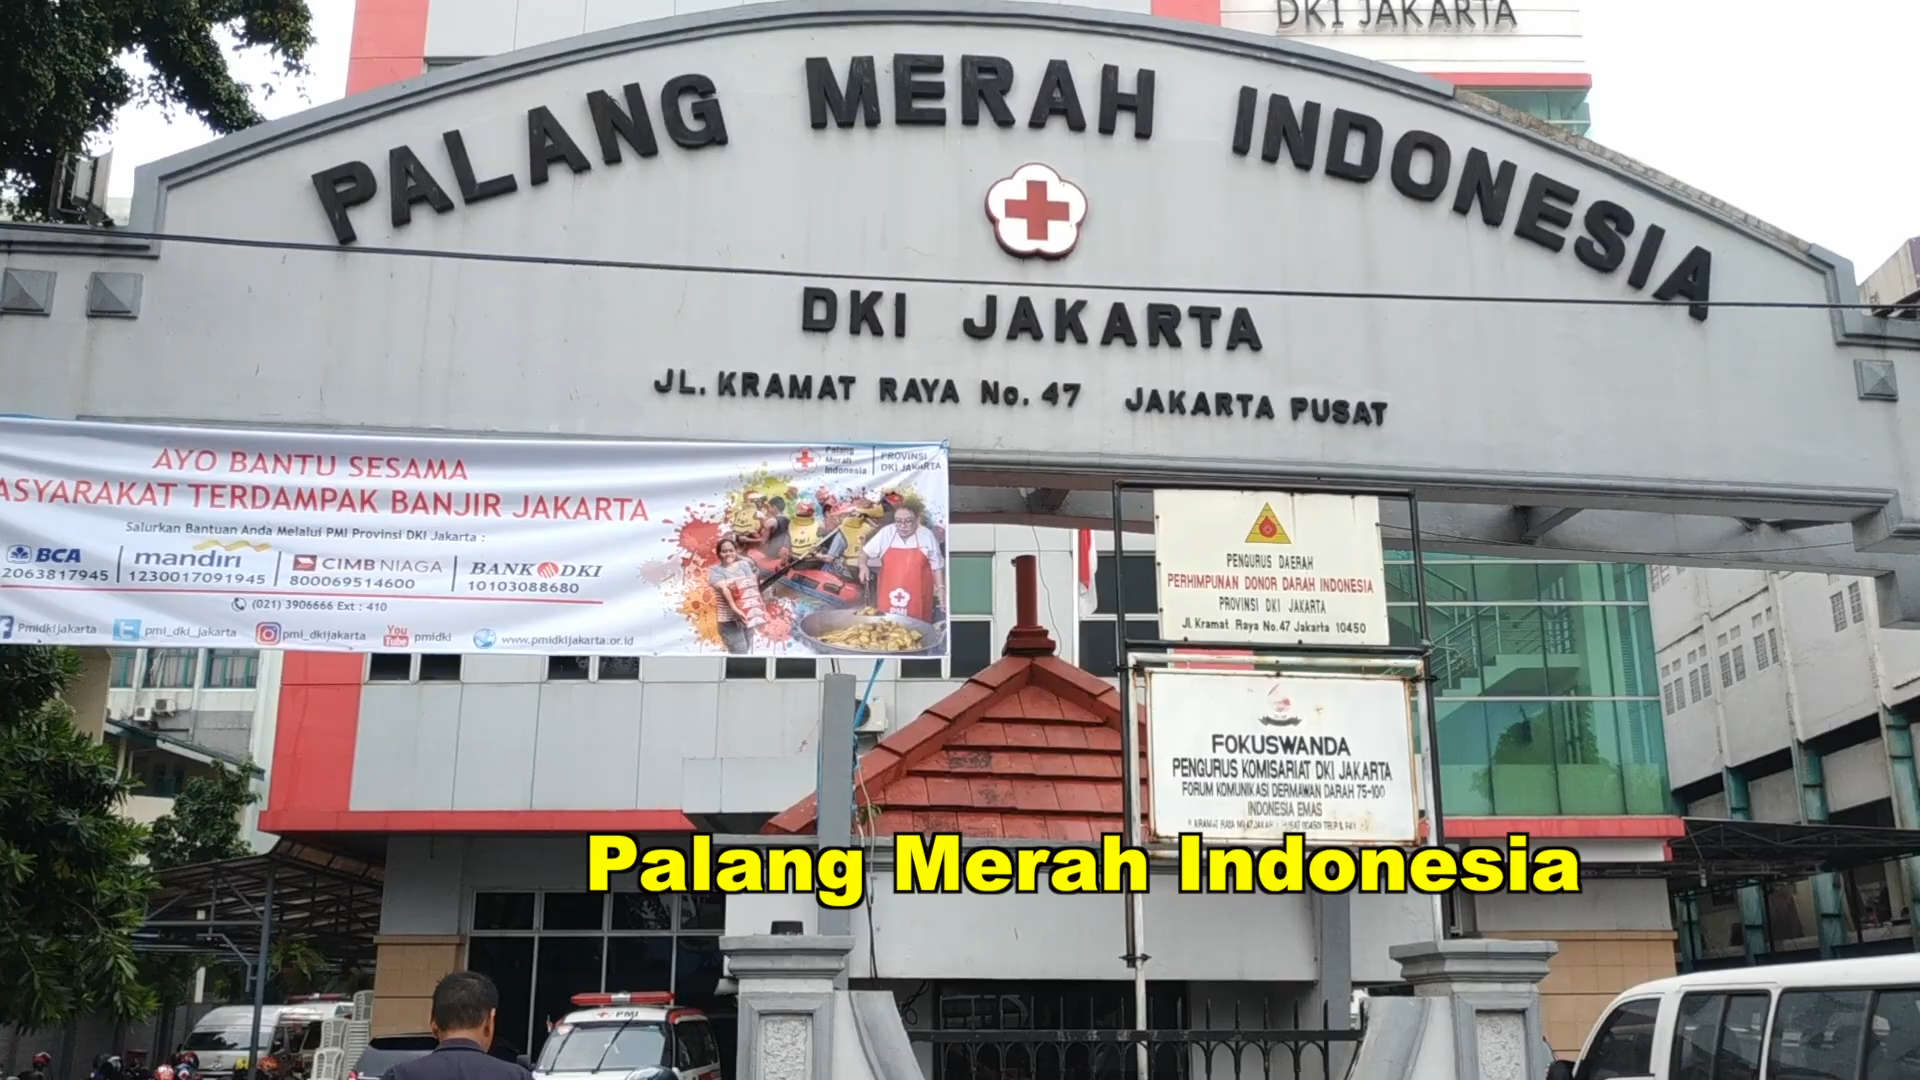 DKI JAKARTA
PALANG MERAH INDONESIA
DKI JAKARTA
JL. KRAMAT RAYA No. 47 JAKARTA PUSAT
AYO BANTU SESAMA
ASYARAKAT TERDAMPAK BANJIR JAKARTA
Salurkan Bantuan Anda Melalui PMI Provinsi DKI Jakarta :
BCA
2063817945
mandiri
1230017091945
CIMB NIAGA
800069514600
BANK DKI
10103088680
(021) 3906666 Ext : 410
Pmidkijakarta
pmi_dki_jakarta
pmi_dkijakarta
You Tube pmidki
www.pmidkijakarta.or.id
Palang
Merah
Indonesia
PROVINSI
DKI JAKARTA
PMI
PMI
PENGURUS DAERAH
PERHIMPUNAN DONOR DARAH INDONESIA
PROVINSI DKI JAKARTA
Jl. Kramat Raya No.47 Jakarta 10450
FOKUSWANDA
PENGURUS KOMISARIAT DKI JAKARTA
FORUM KOMUNIKASI DERMAWAN DARAH 75-100
INDONESIA EMAS
Palang Merah Indonesia
PMI